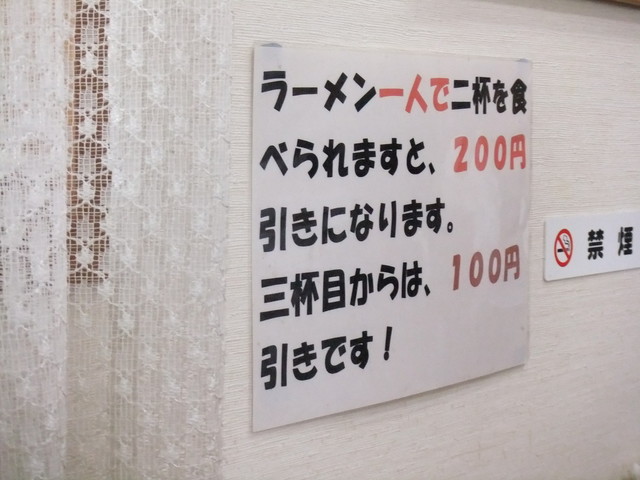 ラーメン一人で二杯を食
べられますと、200円
引きになります。
三杯目からは、100円
引きです！
禁煙